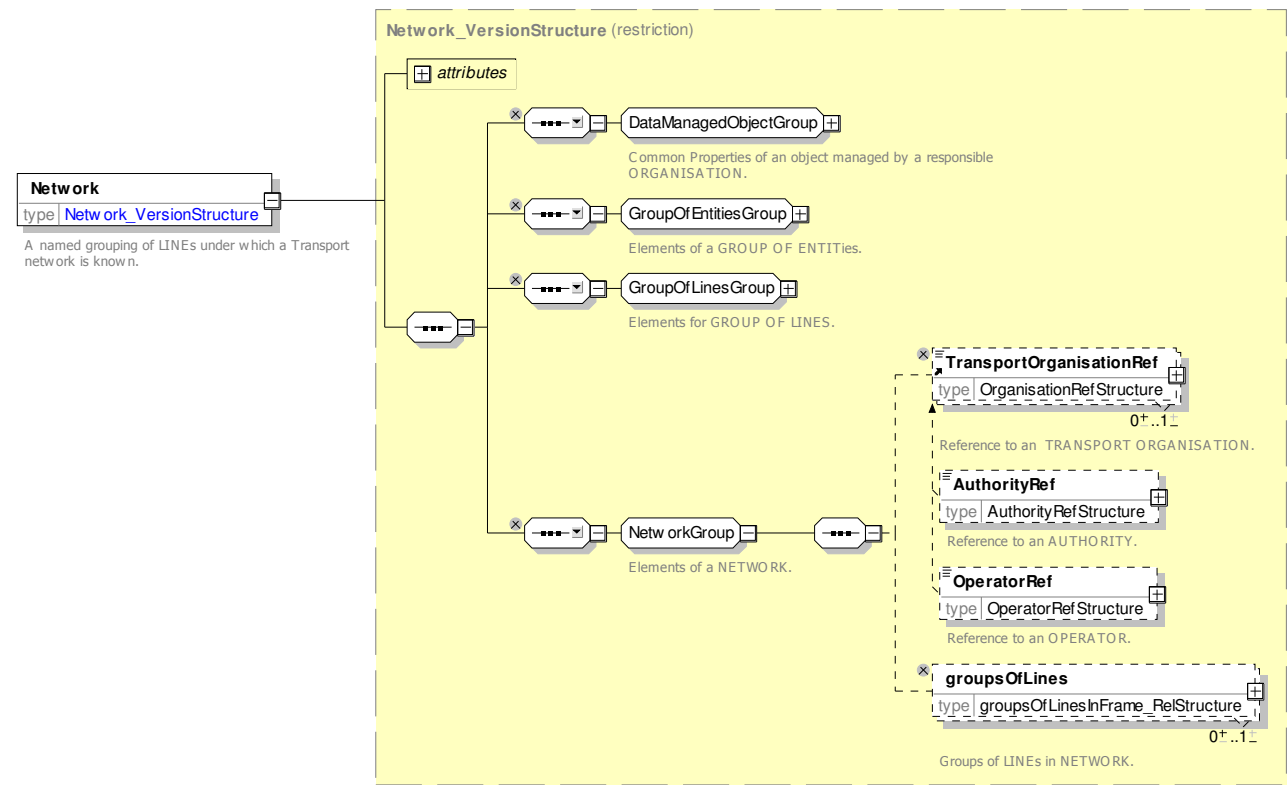 Network_VersionStructure (restriction)
attributes
DataManagedObjectGroup
Common Properties of an object managed by a responsible
ORGANISATION.
Network
type Network_VersionStructure
A named grouping of LINEs under which a Transport
network is known.
GroupOfEntitiesGroup
Elements of a GROUP OF ENTITies.
GroupOfLinesGroup
Elements for GROUP OF LINES.
TransportOrganisationRef
type OrganisationRefStructure
0..1
Reference to an TRANSPORT ORGANISATION.
AuthorityRef
type AuthorityRefStructure
Reference to an AUTHORITY.
NetworkGroup
Elements of a NETWORK.
OperatorRef
type OperatorRefStructure
Reference to an OPERATOR.
groupsOfLines
type groupsOfLinesInFrame_RelStructure
0..1
Groups of LINEs in NETWORK.